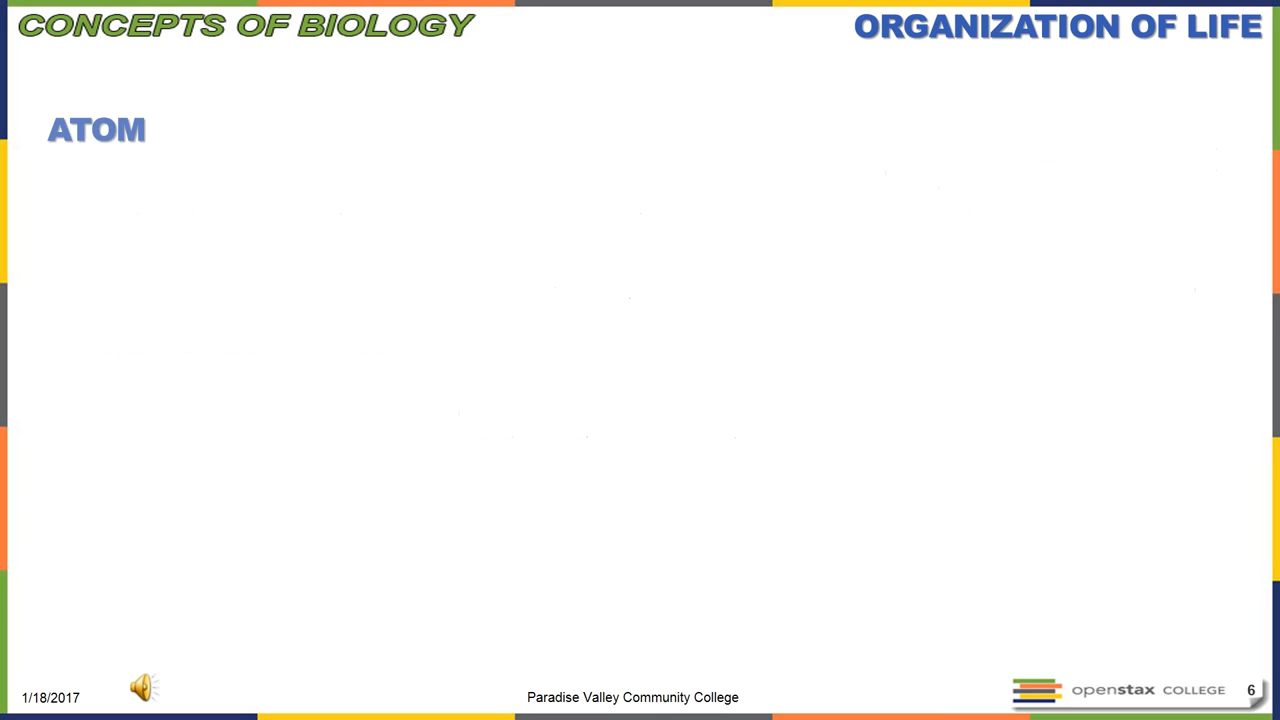 CONCEPTS OF BIOLOGY
ORGANIZATION OF LIFE
ATOM
1/18/2017
Paradise Valley Community College
openstax COLLEGE
6